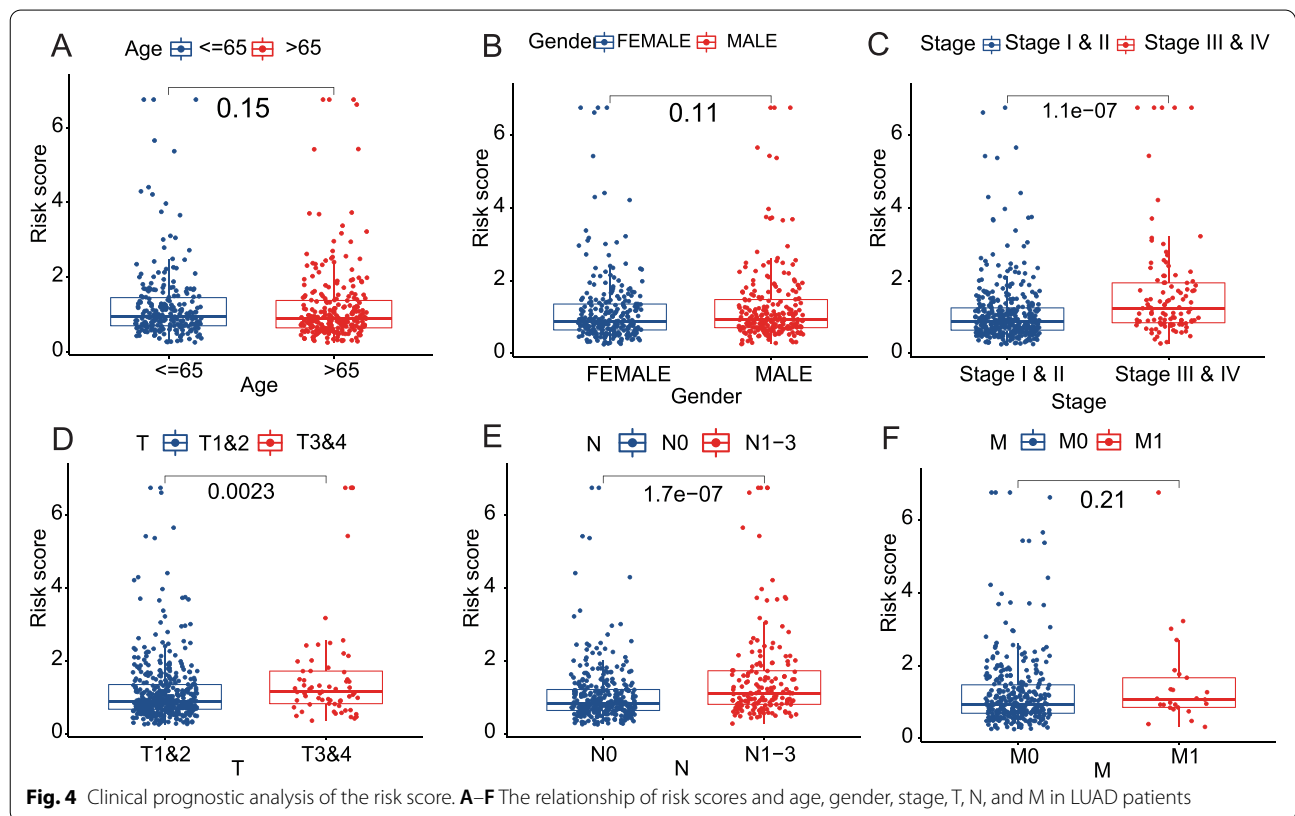 A
Age <=65 >65
Risk score
6
4
2
0
0.15
<=65 >65
Age
B
Gender FEMALE MALE
Risk score
6
4
2
0
0.11
FEMALE MALE
Gender
C
Stage Stage I & II Stage III & IV
Risk score
6
4
2
0
1.1e−07
Stage I & II Stage III & IV
Stage
D
T T1&2 T3&4
Risk score
6
4
2
0
0.0023
T1&2 T3&4
T
E
N N0 N1−3
Risk score
6
4
2
0
1.7e−07
N0 N1−3
N
F
M M0 M1
Risk score
6
4
2
0
0.21
M0 M1
M
Fig. 4 Clinical prognostic analysis of the risk score. A–F The relationship of risk scores and age, gender, stage, T, N, and M in LUAD patients